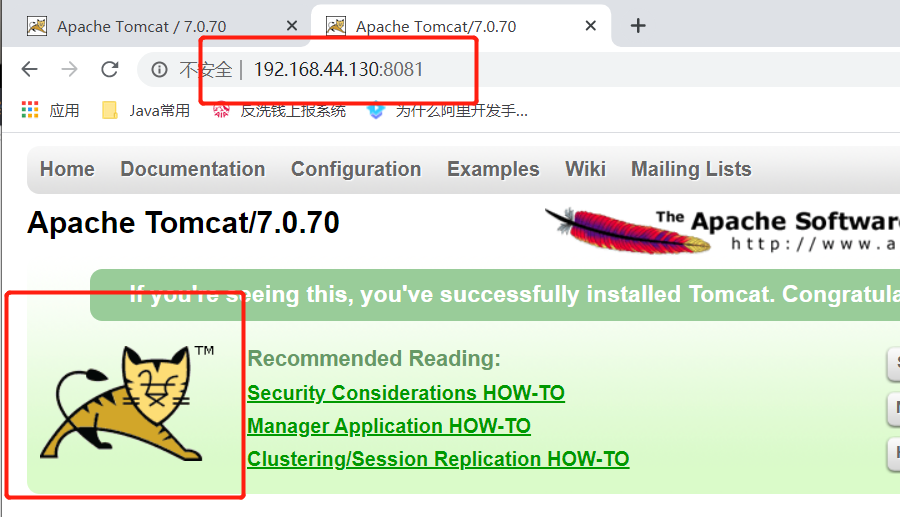 Apache Tomcat / 7.0.70
Apache Tomcat/7.0.70
不安全 | 192.168.44.130:8081
应用 Java常用 反洗钱上报系统 为什么阿里开发手...
Home Documentation Configuration Examples Wiki Mailing Lists
Apache Tomcat/7.0.70
The Apache Softwar
http://www.a
If you're seeing this, you've successfully installed Tomcat. Congratula
TM
Recommended Reading:
Security Considerations HOW-TO
Manager Application HOW-TO
Clustering/Session Replication HOW-TO